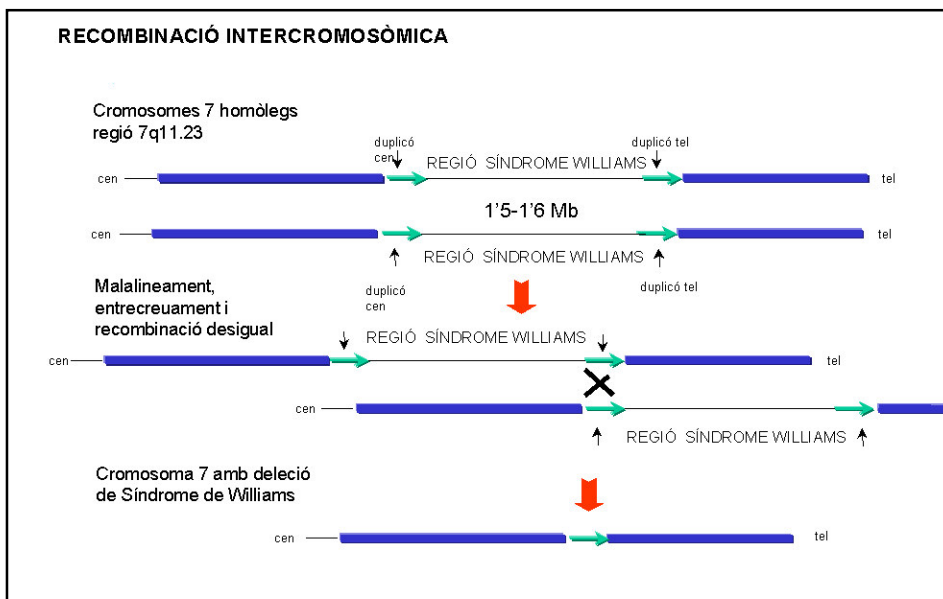 RECOMBINACIÓ INTERCROMOSÒMICA
Cromosomes 7 homòlegs
regió 7q11.23
duplicó
cen
duplicó tel
REGIÓ SÍNDROME WILLIAMS
cen
tel
1'5-1'6 Mb
cen
tel
REGIÓ SÍNDROME WILLIAMS
Malalineament,
entrecreuament i
recombinació desigual
duplicó
cen
duplicó tel
REGIÓ SÍNDROME WILLIAMS
cen
tel
cen
REGIÓ SÍNDROME WILLIAMS
Cromosoma 7 amb deleció
de Síndrome de Williams
cen
tel